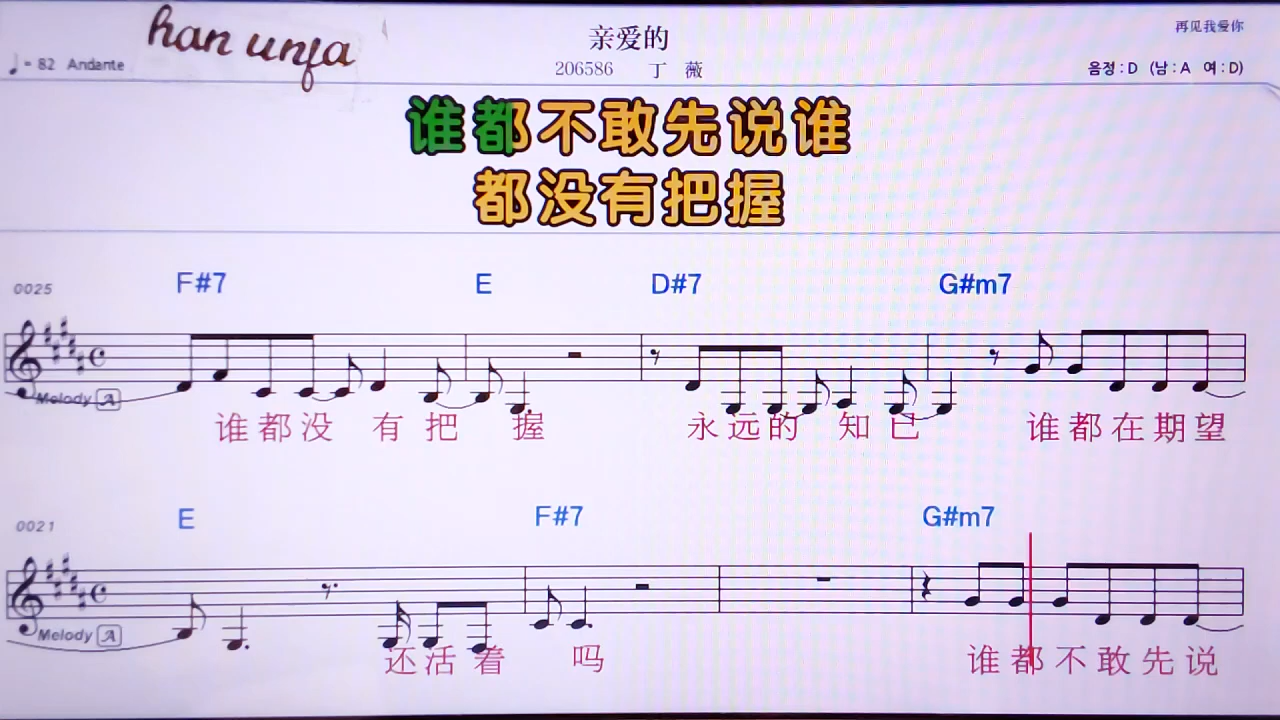 han unja
亲爱的
再见我爱你
♩= 82 Andante
206586 丁 薇
음정 : D (남 : A 여 : D)
谁都不敢先说谁
都没有把握
0025 F#7 E D#7 G#m7
Melody A
谁都没 有 把 握 永远的 知 已 谁都在期望
0021 E F#7 G#m7
Melody A
还活着 吗 谁都不敢先说